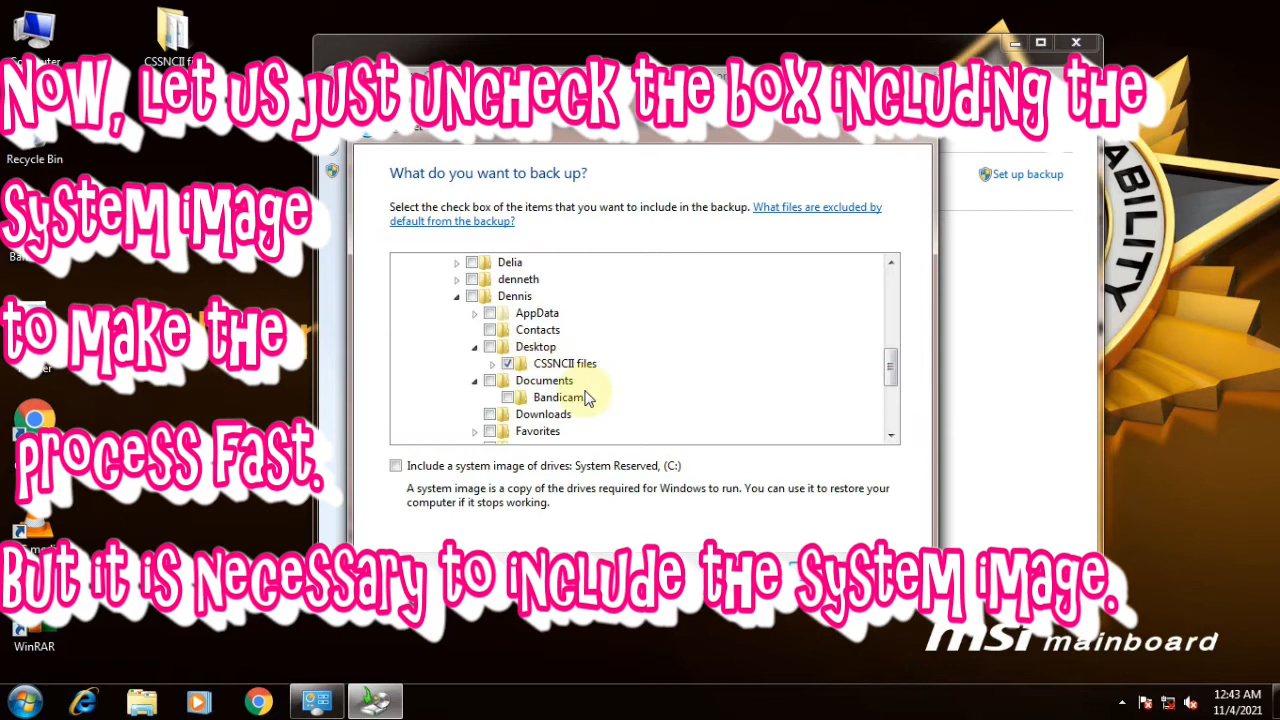 CSSNCII fi
Now, Let us just uncheck the box including the
System image
to make the
process fast.
But it is necessary to include the system image.
Recycle Bin
WinRAR
Set up backup
What do you want to back up?
Select the check box of the items that you want to include in the backup. What files are excluded by
default from the backup?
Delia
denneth
Dennis
AppData
Contacts
Desktop
CSSNCII files
Documents
Bandicam
Downloads
Favorites
Include a system image of drives: System Reserved, (C:)
A system image is a copy of the drives required for Windows to run. You can use it to restore your
computer if it stops working.
ABILITY
msi mainboard
12:43 AM
11/4/2021